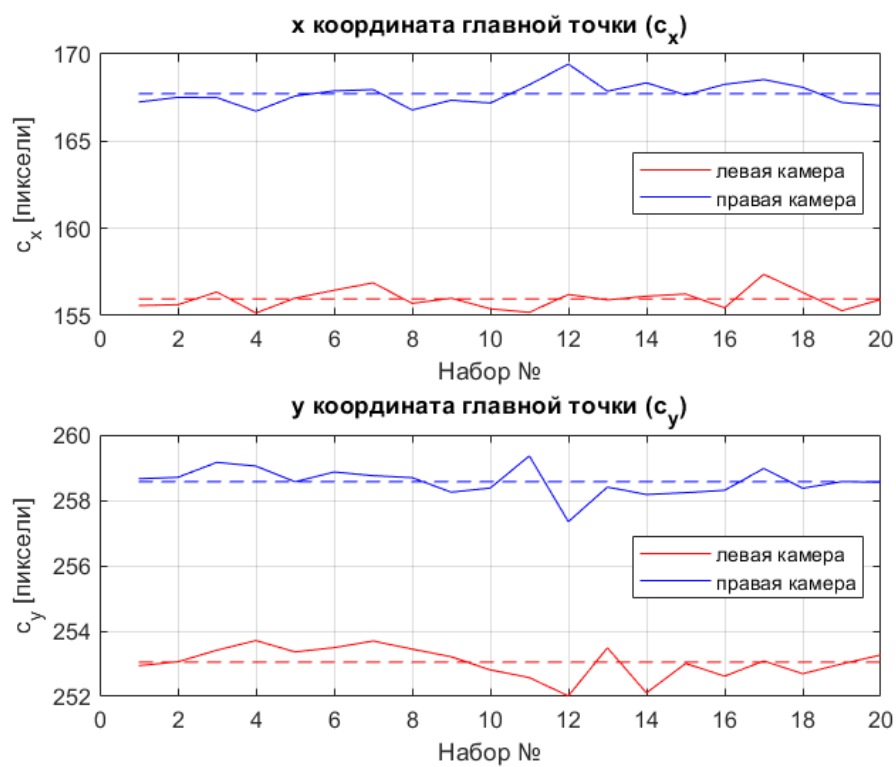 x координата главной точки (c_x)
170
165
160
155
c_x [пиксели]
левая камера
правая камера
0 2 4 6 8 10 12 14 16 18 20
Набор №
y координата главной точки (c_y)
260
258
256
254
252
c_y [пиксели]
левая камера
правая камера
0 2 4 6 8 10 12 14 16 18 20
Набор №